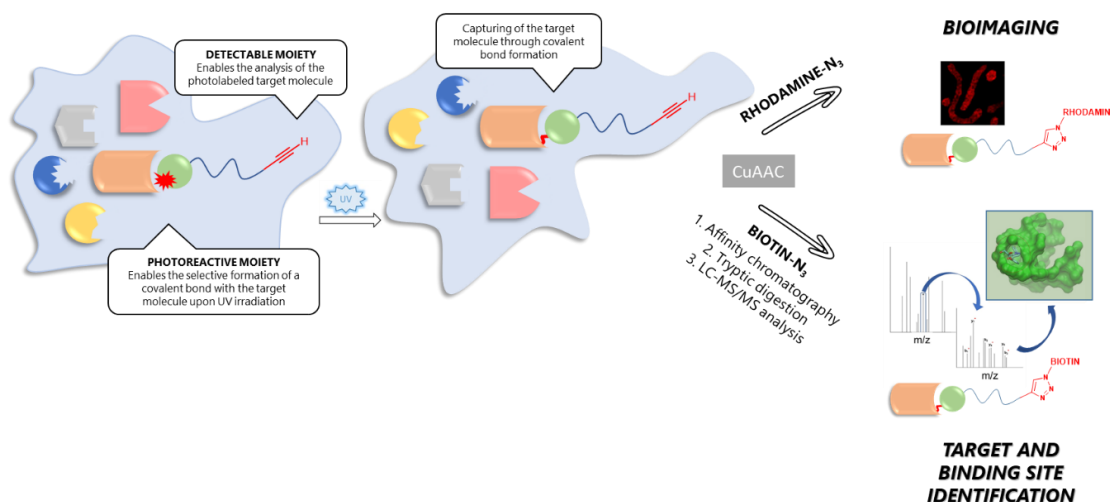 DETECTABLE MOIETY
Enables the analysis of the
photolabeled target molecule
H
UV
PHOTOREACTIVE MOIETY
Enables the selective formation of a
covalent bond with the target
molecule upon UV irradiation
Capturing of the target
molecule through covalent
bond formation
H
RHODAMINE-N3
CuAAC
BIOTIN-N3
1. Affinity chromatography
2. Tryptic digestion
3. LC-MS/MS analysis
BIOIMAGING
RHODAMIN
N
N
N
m/z
m/z
BIOTIN
N
N
N
TARGET AND
BINDING SITE
IDENTIFICATION